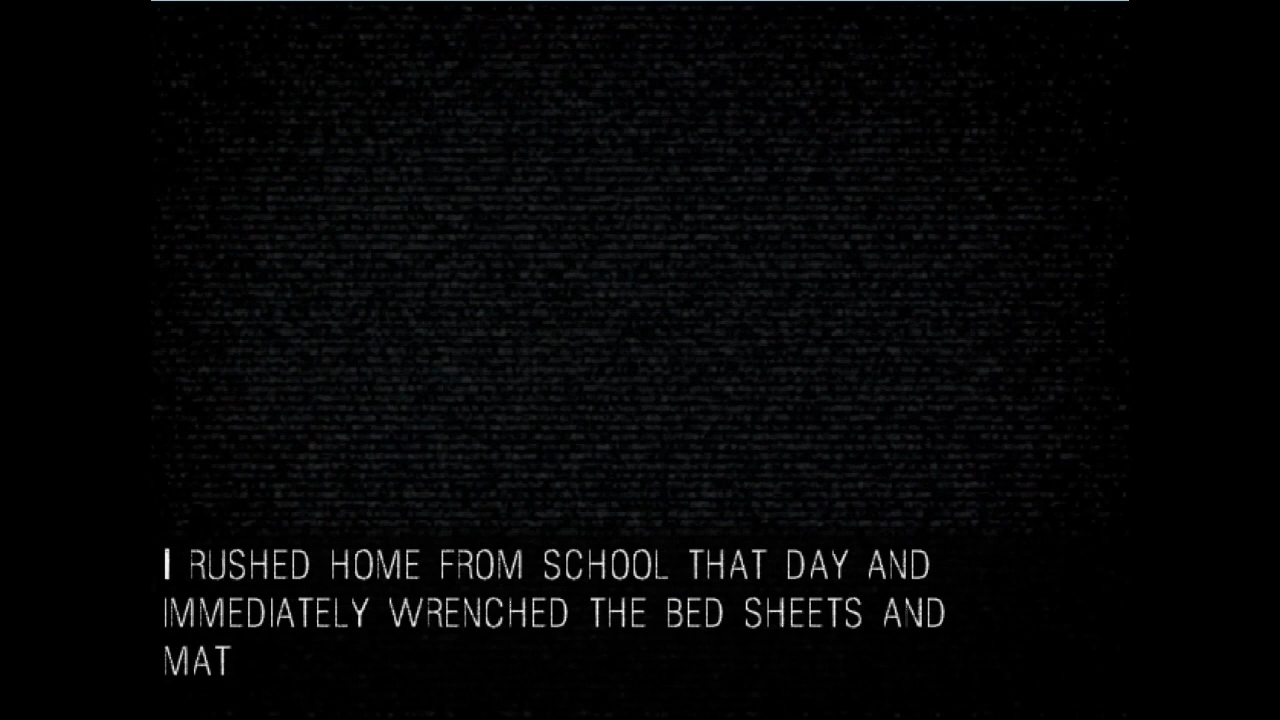 I RUSHED HOME FROM SCHOOL THAT DAY AND
IMMEDIATELY WRENCHED THE BED SHEETS AND
MAT